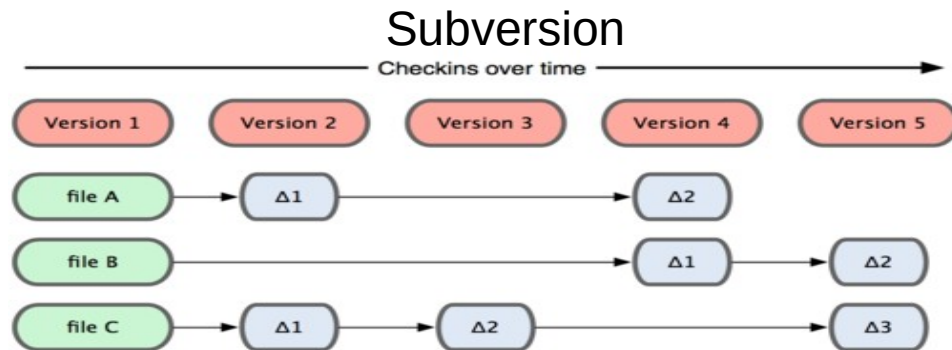 Subversion
Checkins over time
Version 1 Version 2 Version 3 Version 4 Version 5
file A Δ1 Δ2
file B Δ1 Δ2
file C Δ1 Δ2 Δ3